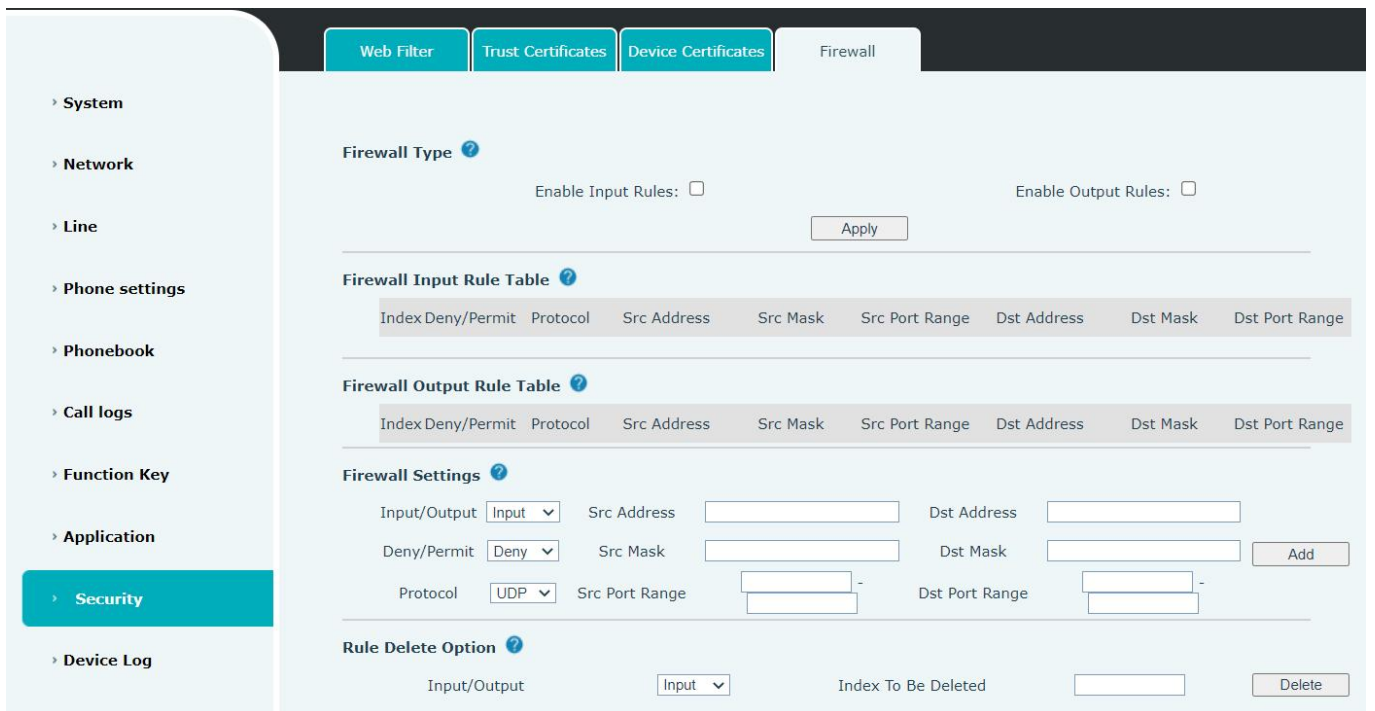 Web Filter Trust Certificates Device Certificates Firewall
System
Network
Line
Phone settings
Phonebook
Call logs
Function Key
Application
Security
Device Log
Firewall Type ?
Enable Input Rules: Enable Output Rules:
Apply
Firewall Input Rule Table ?
Index Deny/Permit Protocol Src Address Src Mask Src Port Range Dst Address Dst Mask Dst Port Range
Firewall Output Rule Table ?
Index Deny/Permit Protocol Src Address Src Mask Src Port Range Dst Address Dst Mask Dst Port Range
Firewall Settings ?
Input/Output Input Src Address Dst Address
Deny/Permit Deny Src Mask Dst Mask Add
Protocol UDP Src Port Range - Dst Port Range -
Rule Delete Option ?
Input/Output Input Index To Be Deleted Delete